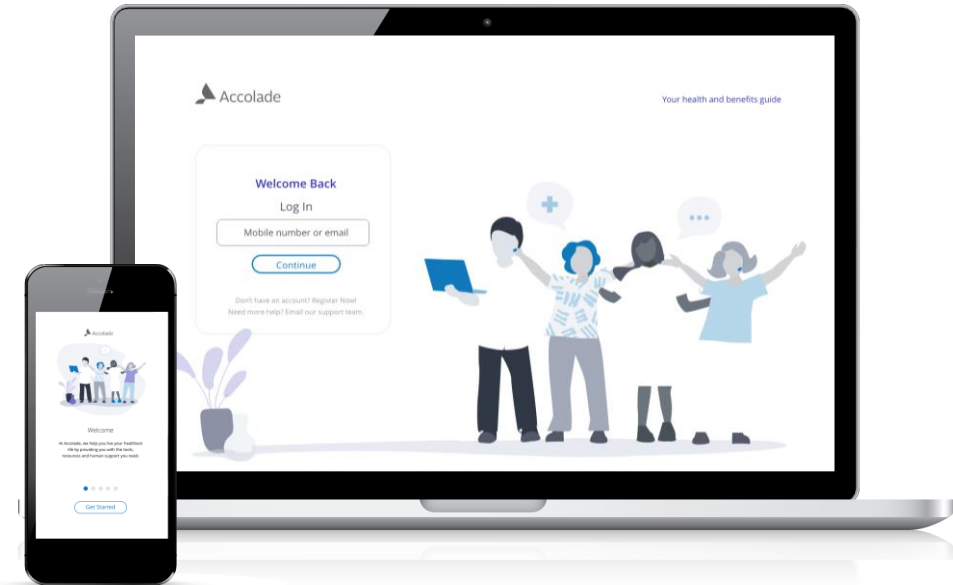 Accolade
Your health and benefits guide
Welcome Back
Log In
Mobile number or email
Continue
Don't have an account? Register Now!
Need more help? Email our support team.
Accolade
Welcome
Hi Accolade, we help you live your healthiest
life by providing you with the tools,
resources and human support you need.
Get Started